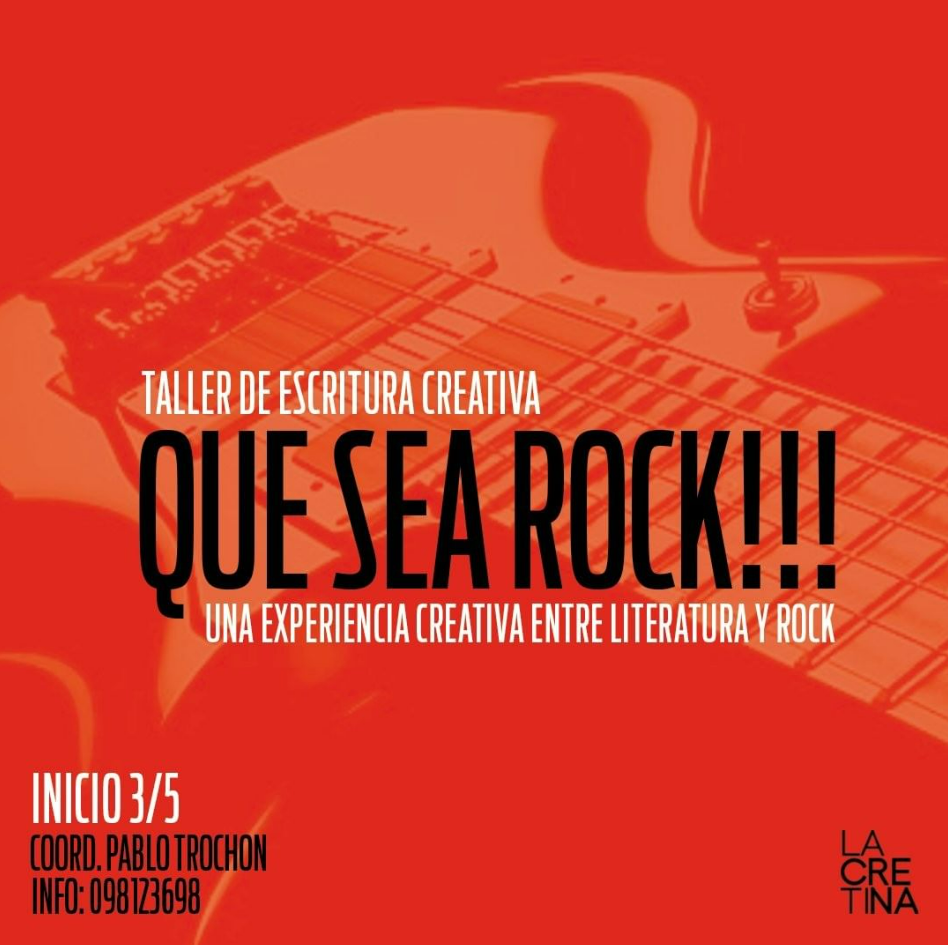 TALLER DE ESCRITURA CREATIVA
QUE SEA ROCK!!!
UNA EXPERIENCIA CREATIVA ENTRE LITERATURA Y ROCK
INICIO 3/5
COORD. PABLO TROCHON
INFO: 098123698
LA
CRE
TINA